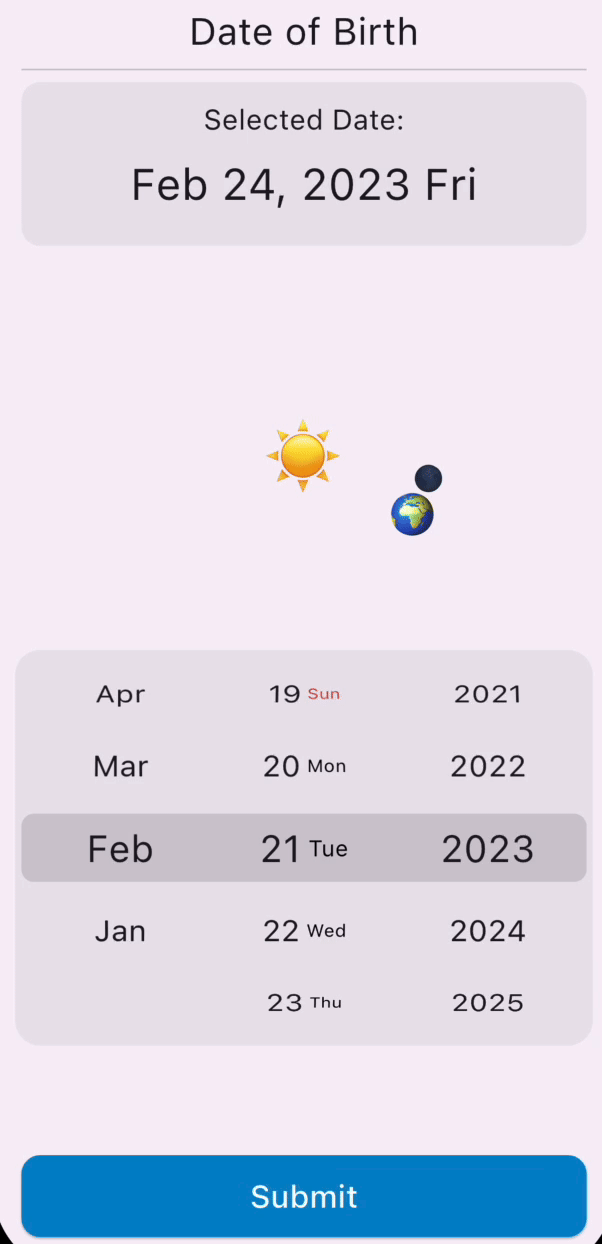 Date of Birth
Selected Date:
Feb 24, 2023 Fri
Apr 19 Sun 2021
Mar 20 Mon 2022
Feb 21 Tue 2023
Jan 22 Wed 2024
23 Thu 2025
Submit